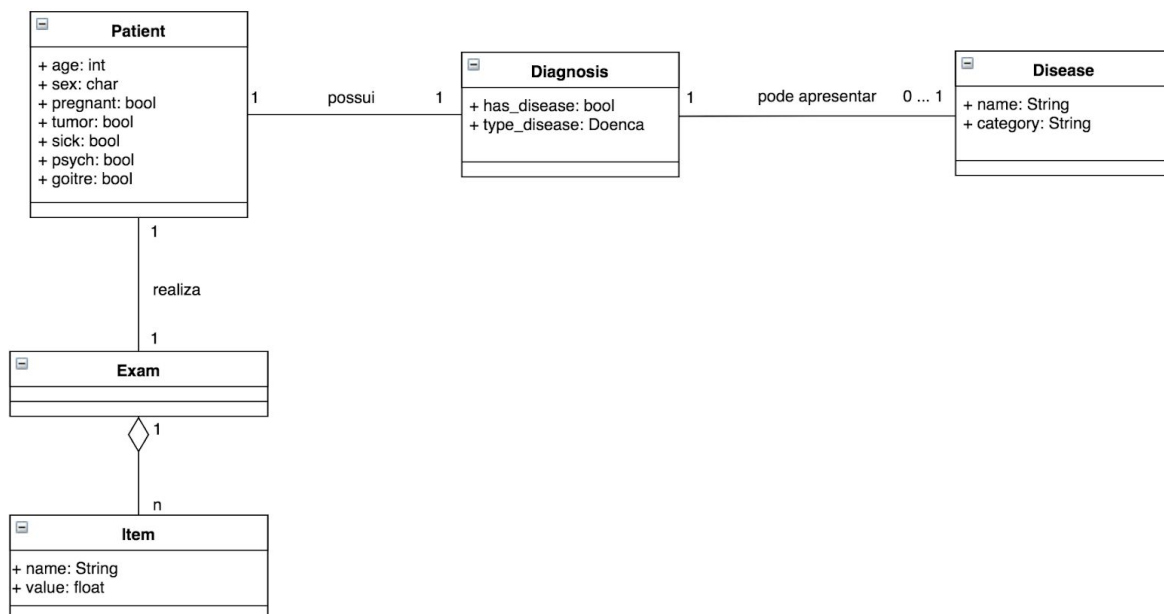 Patient
+ age: int
+ sex: char
+ pregnant: bool
+ tumor: bool
+ sick: bool
+ psych: bool
+ goitre: bool
1 possui 1
Diagnosis
+ has_disease: bool
+ type_disease: Doenca
1 pode apresentar 0 ... 1
Disease
+ name: String
+ category: String
1
realiza
1
Exam
1
n
Item
+ name: String
+ value: float